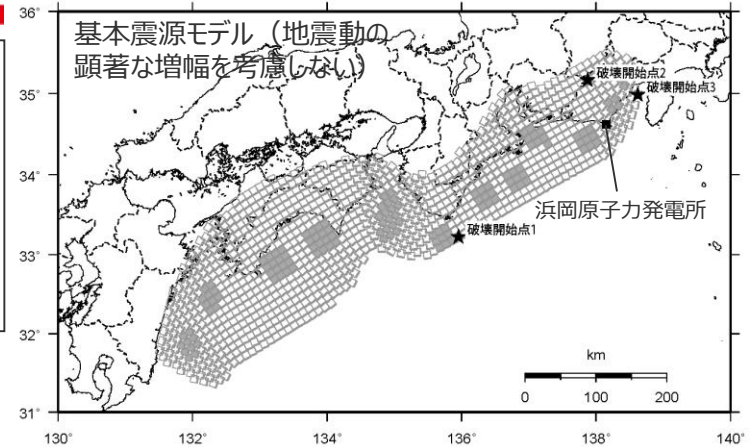 基本震源モデル（地震動の
顕著な増幅を考慮しない）
36°
35°
34°
33°
32°
31°
破壊開始点2
破壊開始点3
浜岡原子力発電所
破壊開始点1
km
0 100 200
130° 132° 134° 136° 138° 140°